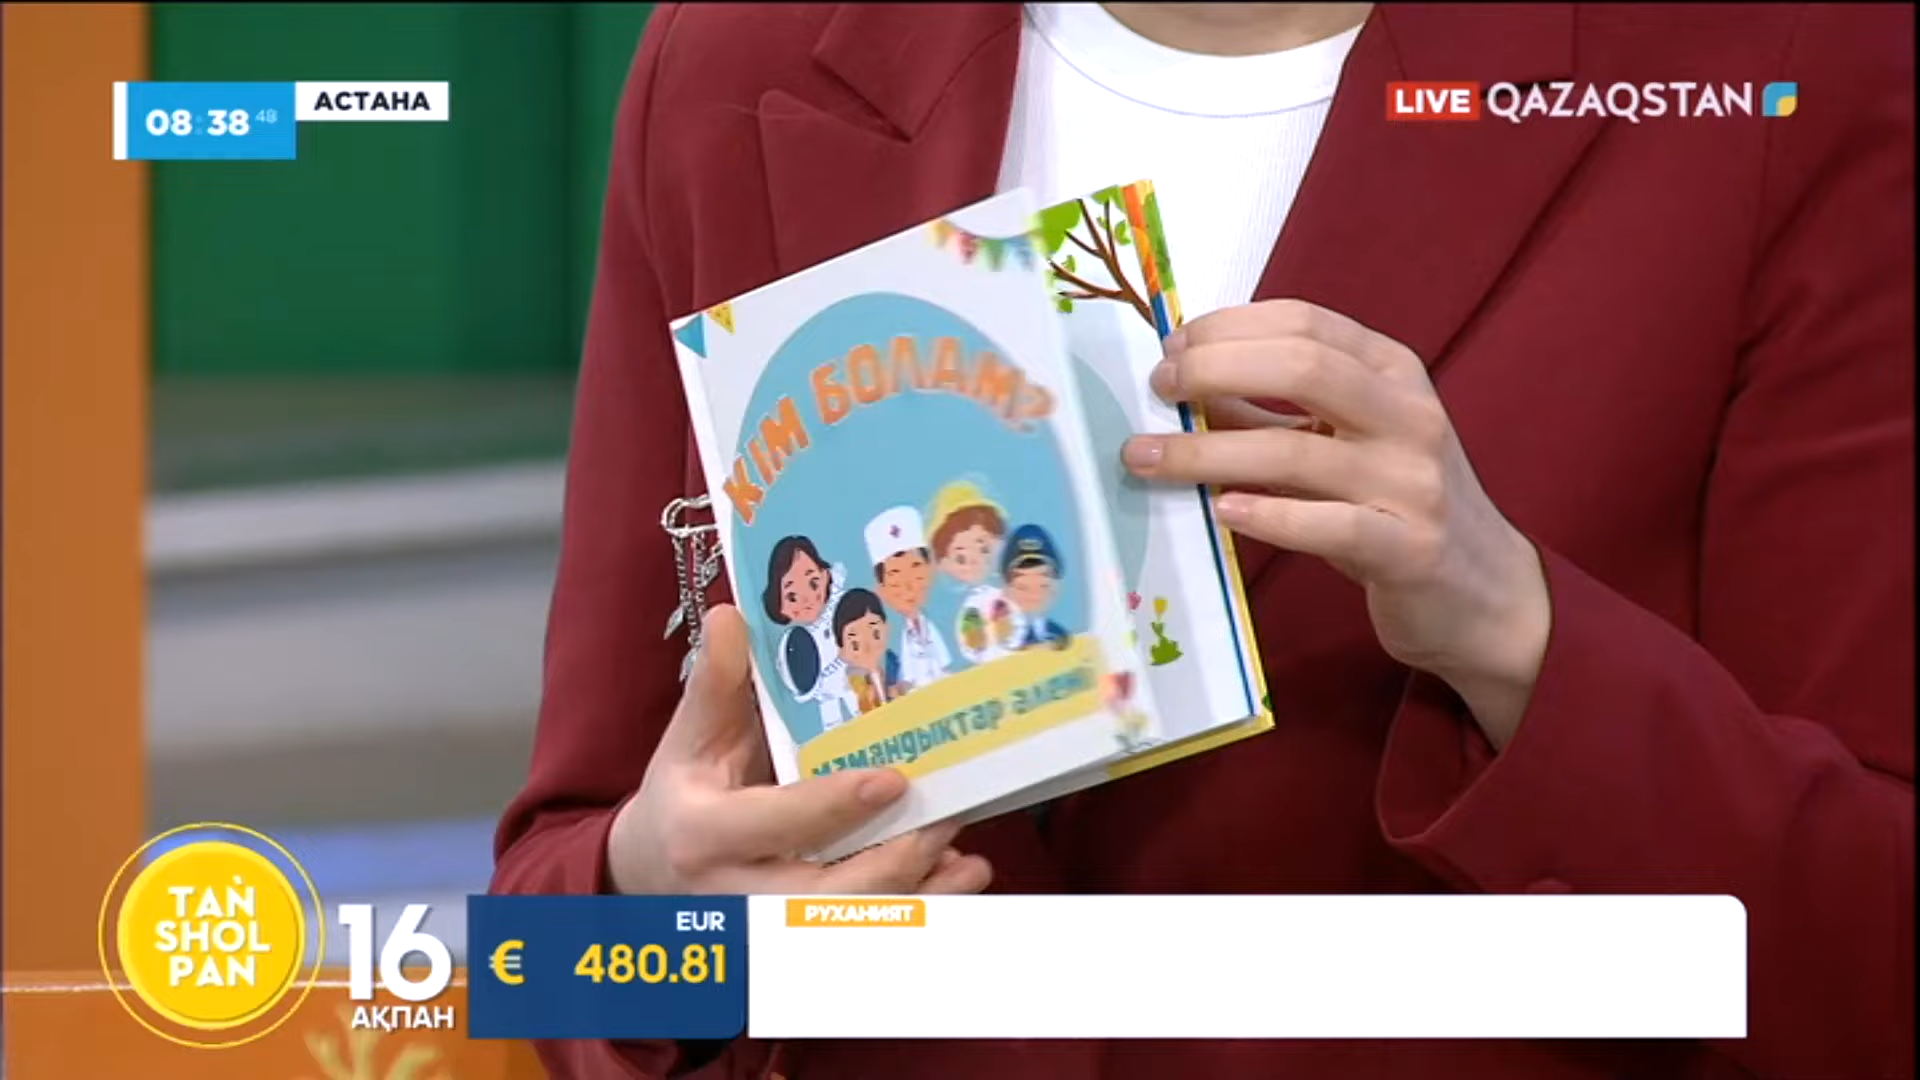 08:38 48
АСТАНА
LIVE QAZAQSTAN
КІМ БОЛАМ?
мамандықтар әлемі
TAŃ
SHOL
PAN
16
АҚПАН
EUR
€ 480.81
РУХАНИЯТ